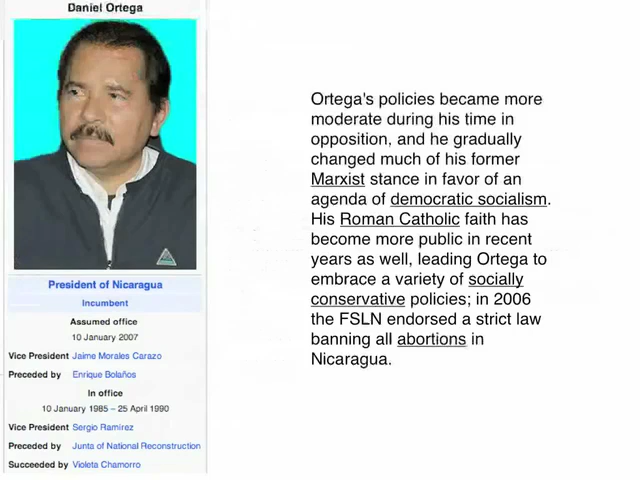 Daniel Ortega
President of Nicaragua
Incumbent
Assumed office
10 January 2007
Vice President Jaime Morales Carazo
Preceded by Enrique Bolaños
In office
10 January 1985 – 25 April 1990
Vice President Sergio Ramirez
Preceded by Junta of National Reconstruction
Succeeded by Violeta Chamorro
Ortega's policies became more
moderate during his time in
opposition, and he gradually
changed much of his former
Marxist stance in favor of an
agenda of democratic socialism.
His Roman Catholic faith has
become more public in recent
years as well, leading Ortega to
embrace a variety of socially
conservative policies; in 2006
the FSLN endorsed a strict law
banning all abortions in
Nicaragua.